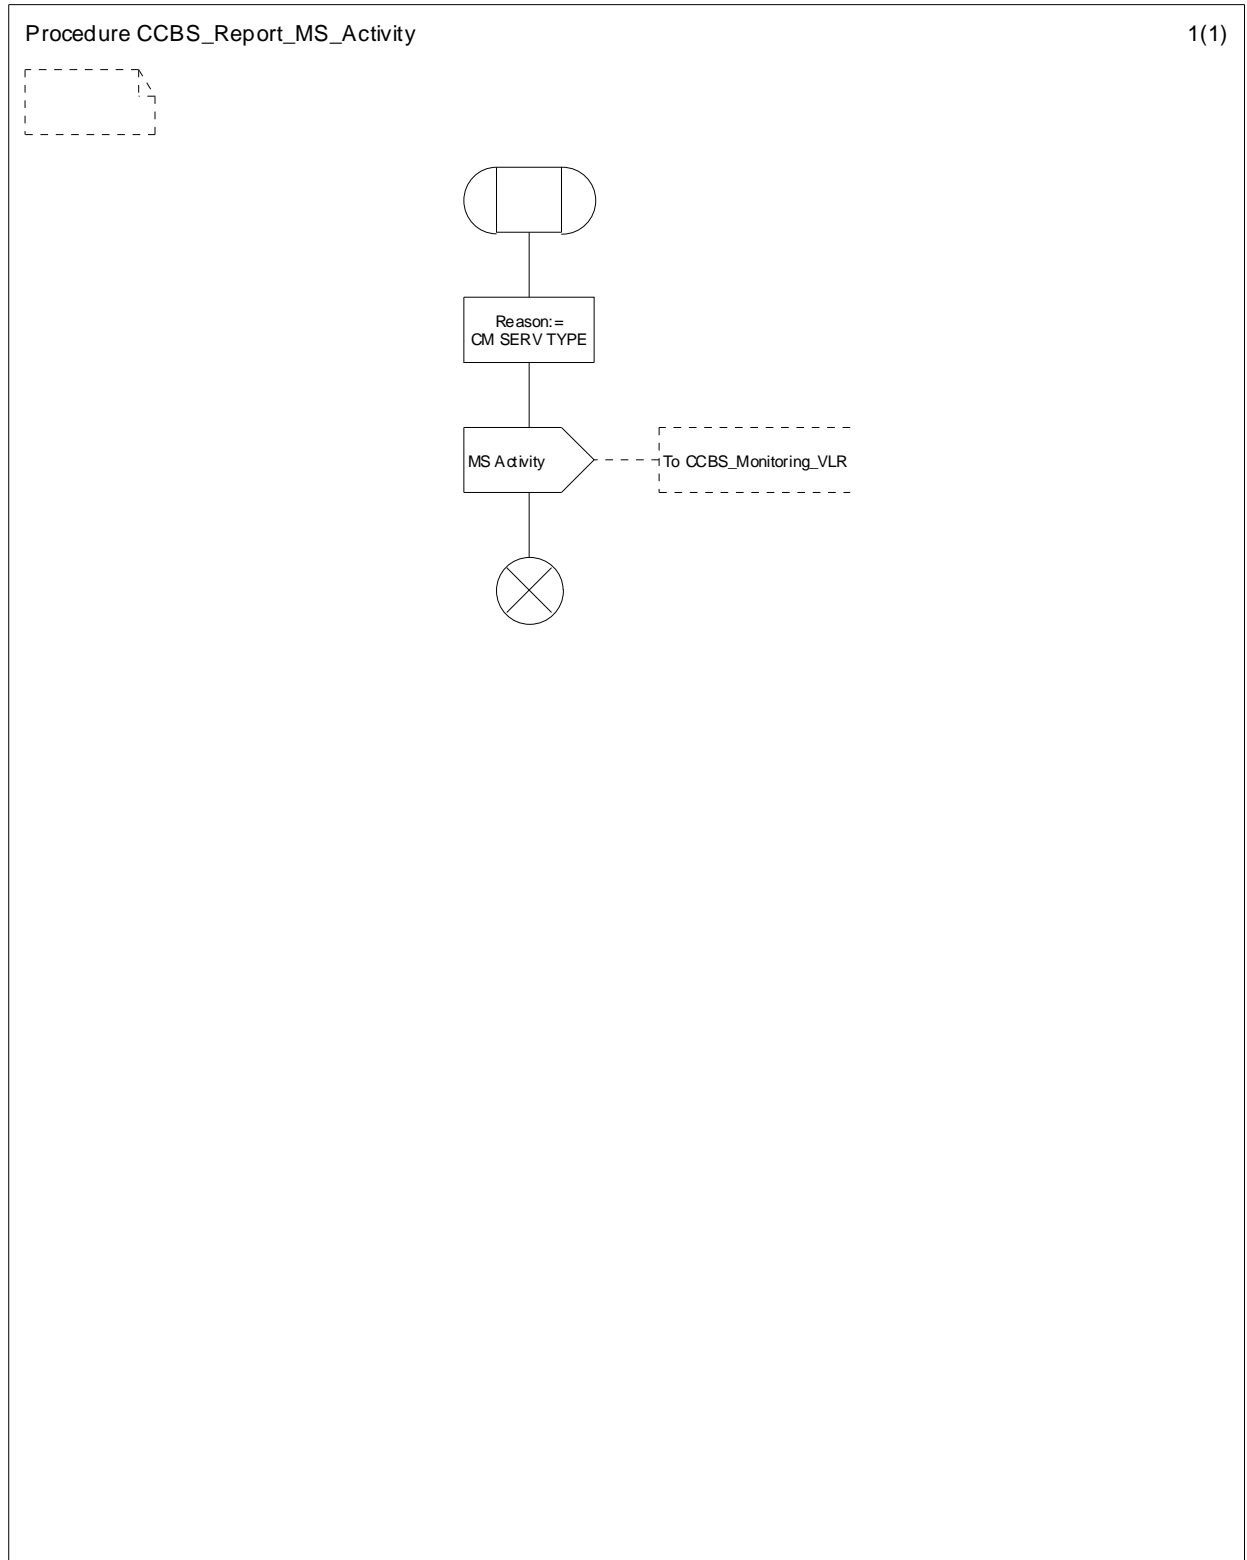 Procedure CCBS_Report_MS_Activity
1(1)
Reason:=
CM SERV TYPE
MS Activity
To CCBS_Monitoring_VLR